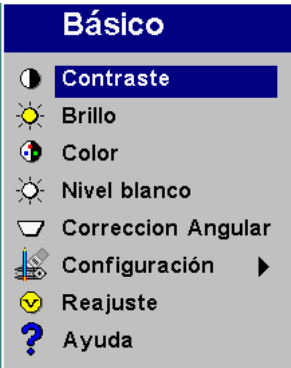 Básico
Contraste
Brillo
Color
Nivel blanco
Correccion Angular
Configuración
Reajuste
Ayuda